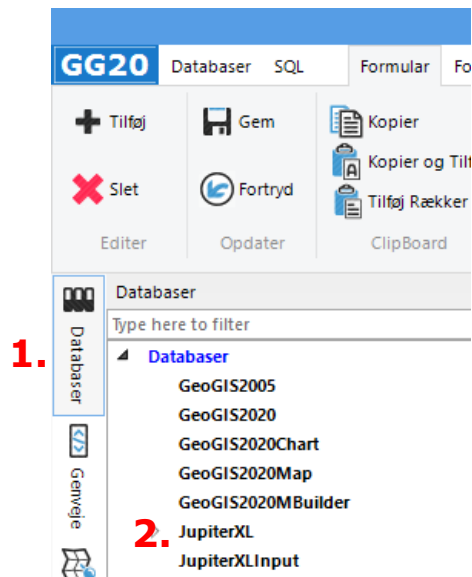 GG20 Databaser SQL Formular Fo
Tilføj Gem Kopier
Kopier og Tilf
Slet Fortryd
Tilføj Rækker
Editer Opdater ClipBoard
Databaser
Type here to filter
1.
Databaser
Databaser
GeoGIS2005
GeoGIS2020
GeoGIS2020Chart
Genveje
GeoGIS2020Map
GeoGIS2020MBuilder
2.
JupiterXL
JupiterXLInput